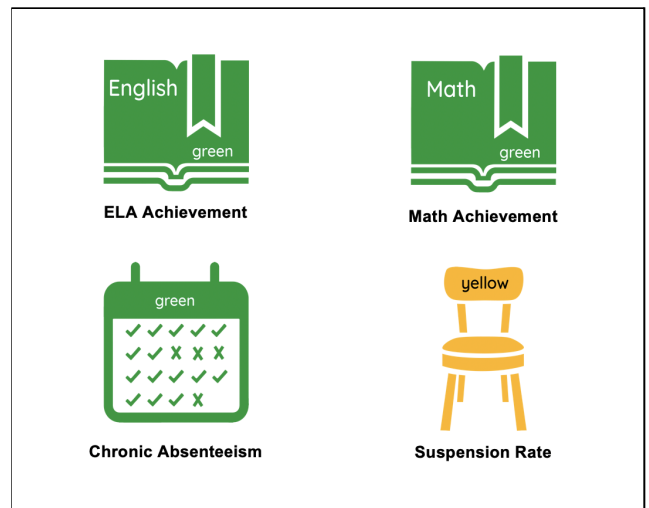 English
green
ELA Achievement
Math
green
Math Achievement
green
Chronic Absenteeism
yellow
Suspension Rate